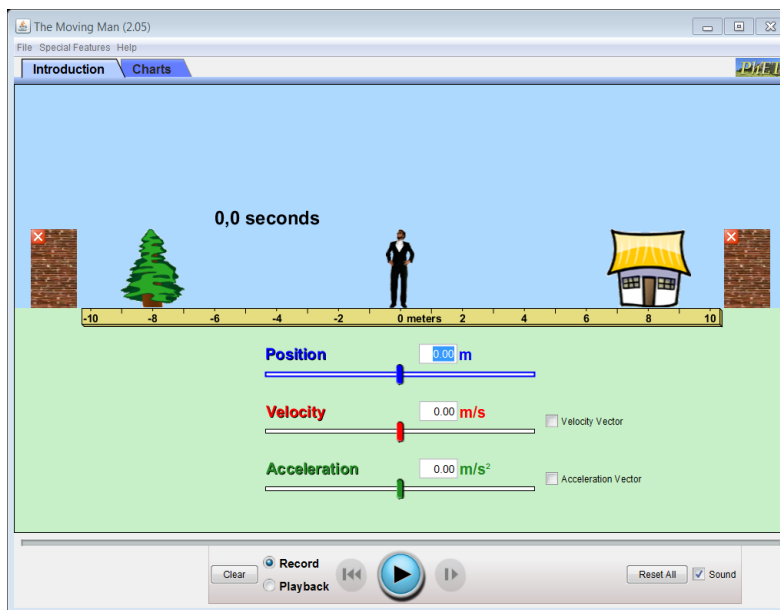 The Moving Man (2.05)
File Special Features Help
Introduction Charts
PhET
0,0 seconds
-10 -8 -6 -4 -2 0 meters 2 4 6 8 10
Position 0.00 m
Velocity 0.00 m/s Velocity Vector
Acceleration 0.00 m/s² Acceleration Vector
Clear Record Playback Reset All Sound